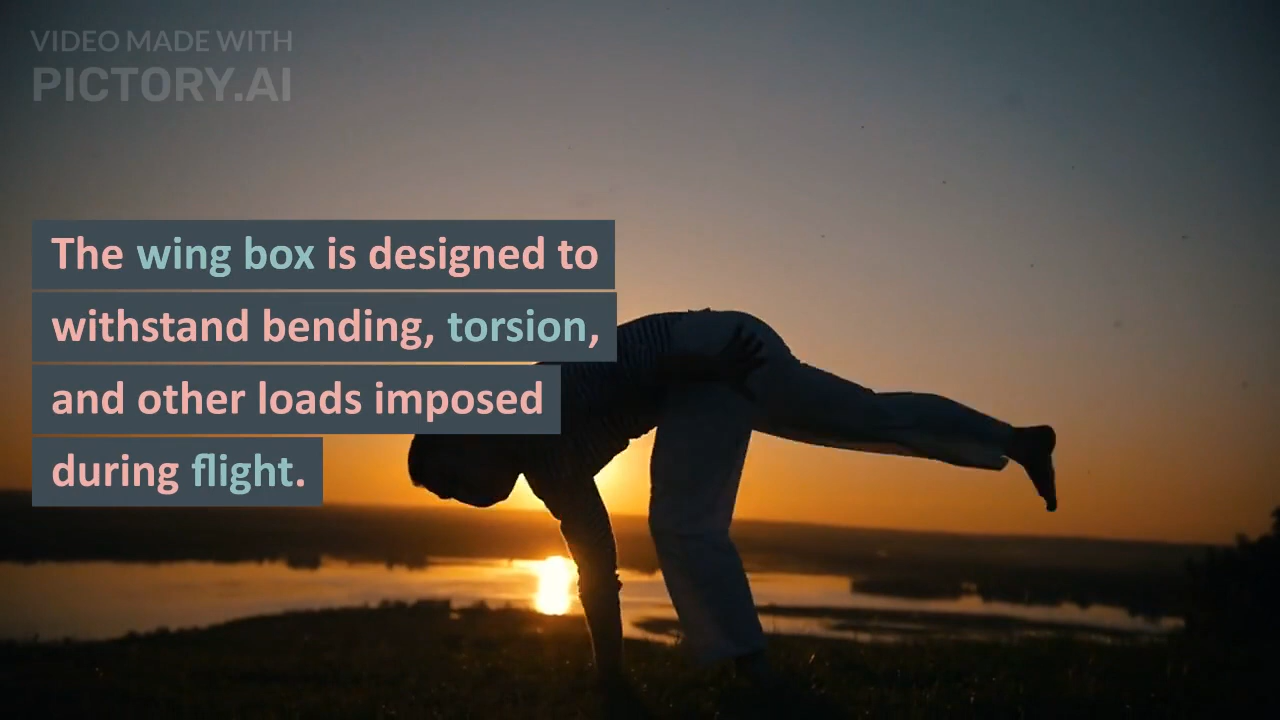 VIDEO MADE WITH
PICTORY.AI
The wing box is designed to
withstand bending, torsion,
and other loads imposed
during flight.